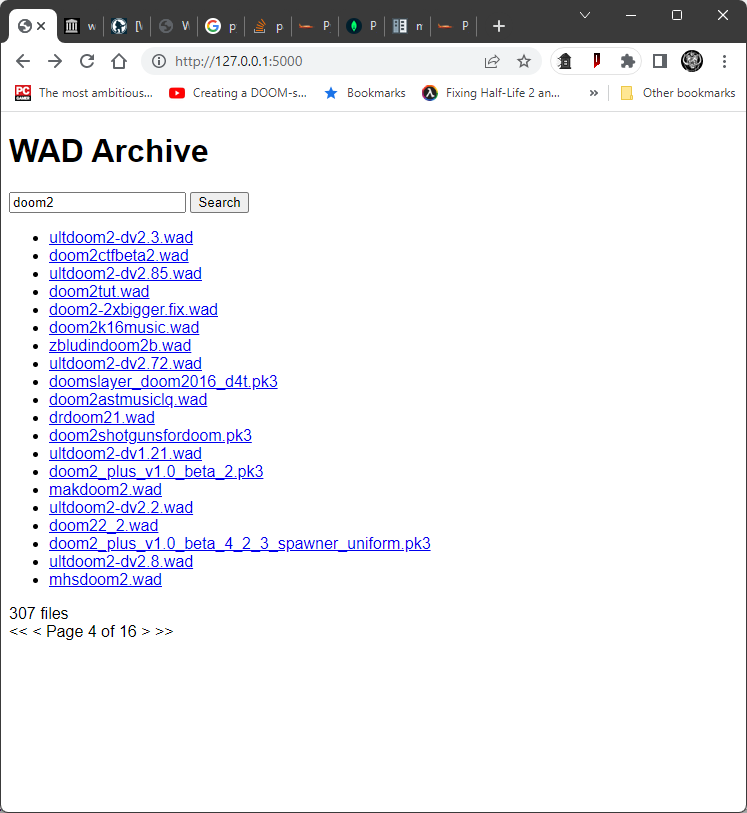 w
[\
W
p
p
P
P
n
P
http://127.0.0.1:5000
The most ambitious...
Creating a DOOM-s...
Bookmarks
Fixing Half-Life 2 an...
»
Other bookmarks
WAD Archive
doom2
Search
ultdoom2-dv2.3.wad
doom2ctfbeta2.wad
ultdoom2-dv2.85.wad
doom2tut.wad
doom2-2xbigger.fix.wad
doom2k16music.wad
zbludindoom2b.wad
ultdoom2-dv2.72.wad
doomslayer_doom2016_d4t.pk3
doom2astmusiclq.wad
drdoom21.wad
doom2shotgunsfordoom.pk3
ultdoom2-dv1.21.wad
doom2_plus_v1.0_beta_2.pk3
makdoom2.wad
ultdoom2-dv2.2.wad
doom22_2.wad
doom2_plus_v1.0_beta_4_2_3_spawner_uniform.pk3
ultdoom2-dv2.8.wad
mhsdoom2.wad
307 files
<< < Page 4 of 16 > >>